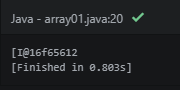 Java - array01.java:20
[I@16f65612
[Finished in 0.803s]